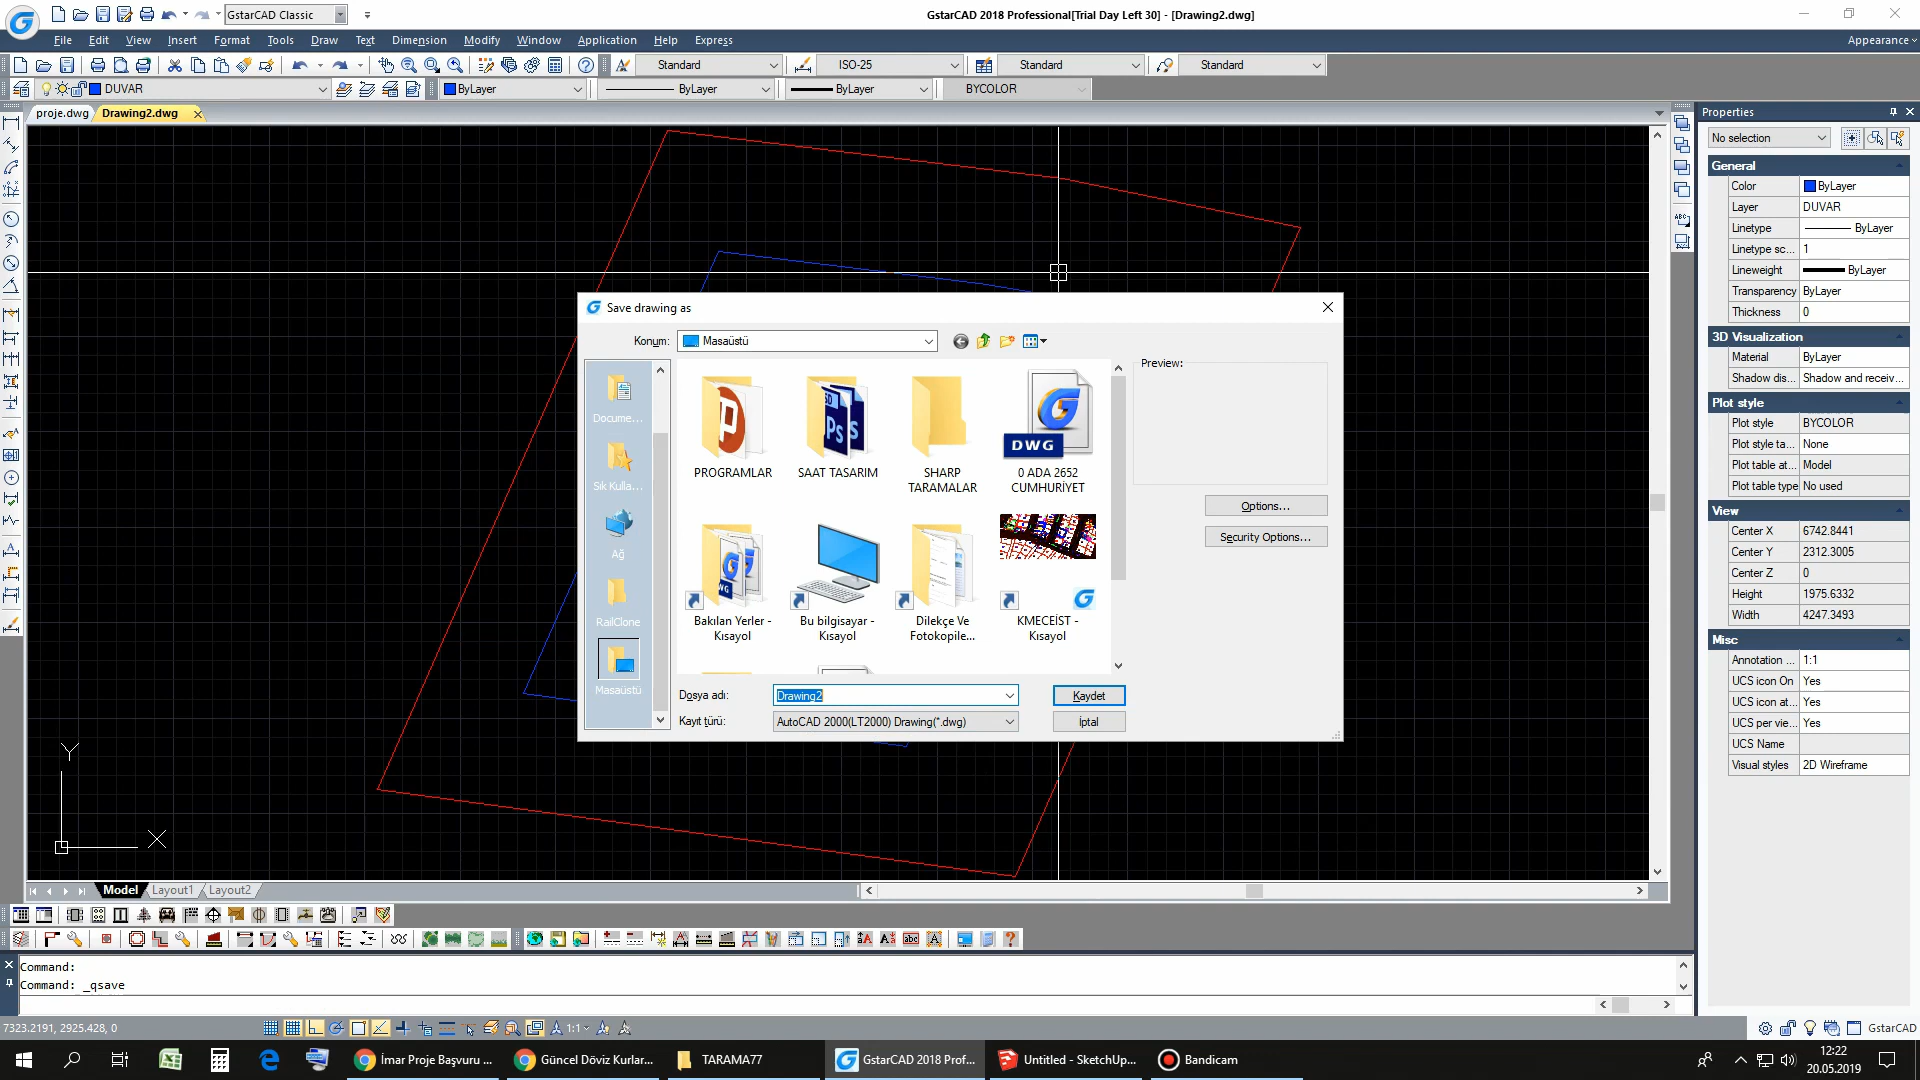 GstarCAD Classic
GstarCAD 2018 Professional[Trial Day Left 30] - [Drawing2.dwg]
File Edit View Insert Format Tools Draw Text Dimension Modify Window Application Help Express
Appearance
Standard ISO-25 Standard Standard
DUVAR ByLayer ByLayer ByLayer BYCOLOR
proje.dwg Drawing2.dwg
Properties
No selection
General
Color ByLayer
Layer DUVAR
Linetype ByLayer
Linetype sc... 1
Lineweight ByLayer
Transparency ByLayer
Thickness 0
3D Visualization
Material ByLayer
Shadow dis... Shadow and receiv...
Plot style
Plot style BYCOLOR
Plot style ta... None
Plot table at... Model
Plot table type No used
View
Center X 6742.8441
Center Y 2312.3005
Center Z 0
Height 1975.6332
Width 4247.3493
Misc
Annotation ... 1:1
UCS icon On Yes
UCS icon at... Yes
UCS per vie... Yes
UCS Name
Visual styles 2D Wireframe
Save drawing as
Konum: Masaüstü
Docume...
Sık Kulla...
Ağ
RailClone
Masaüstü
PROGRAMLAR
SAAT TASARIM
SHARP
TARAMALAR
DWG
0 ADA 2652
CUMHURİYET
Bakılan Yerler -
Kısayol
Bu bilgisayar -
Kısayol
Dilekçe Ve
Fotokopile...
KMECEİST -
Kısayol
Preview:
Options...
Security Options...
Dosya adı: Drawing2 Kaydet
Kayıt türü: AutoCAD 2000(LT2000) Drawing(*.dwg) İptal
Y
X
Model Layout1 Layout2
Command:
Command: _qsave
7323.2191, 2925.428, 0
1:1
GstarCAD
İmar Proje Başvuru ...
Güncel Döviz Kurlar...
TARAMA77
GstarCAD 2018 Prof...
Untitled - SketchUp...
Bandicam
12:22
20.05.2019